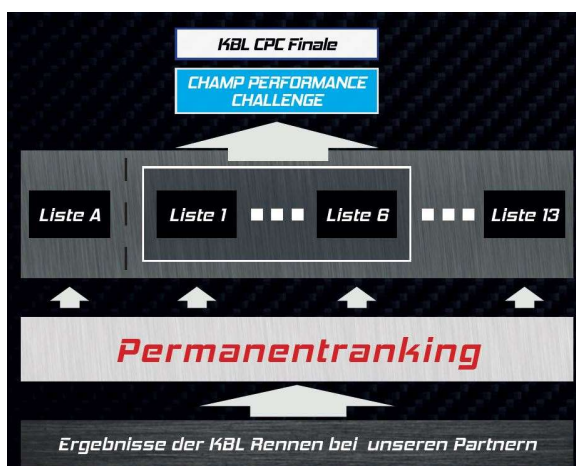 KBL CPC Finale
CHAMP PERFORMANCE
CHALLENGE
Liste A
Liste 1
Liste 6
Liste 13
Permanentranking
Ergebnisse der KBL Rennen bei unseren Partnern